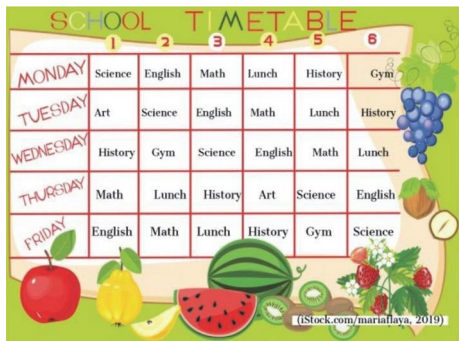 SCHOOL TIMETABLE
1 2 3 4 5 6
MONDAY Science English Math Lunch History Gym
TUESDAY Art Science English Math Lunch History
WEDNESDAY History Gym Science English Math Lunch
THURSDAY Math Lunch History Art Science English
FRIDAY English Math Lunch History Gym Science
(iStock.com/mariaflaya, 2019)